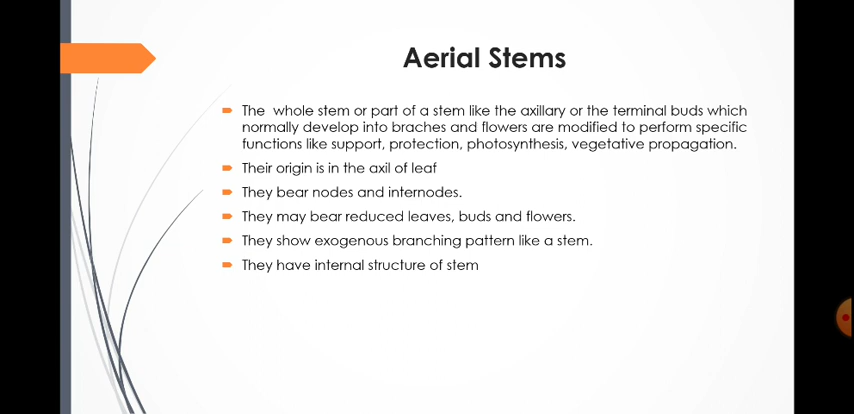 Aerial Stems
The whole stem or part of a stem like the axillary or the terminal buds which
normally develop into braches and flowers are modified to perform specific
functions like support, protection, photosynthesis, vegetative propagation.
Their origin is in the axil of leaf
They bear nodes and internodes.
They may bear reduced leaves, buds and flowers.
They show exogenous branching pattern like a stem.
They have internal structure of stem